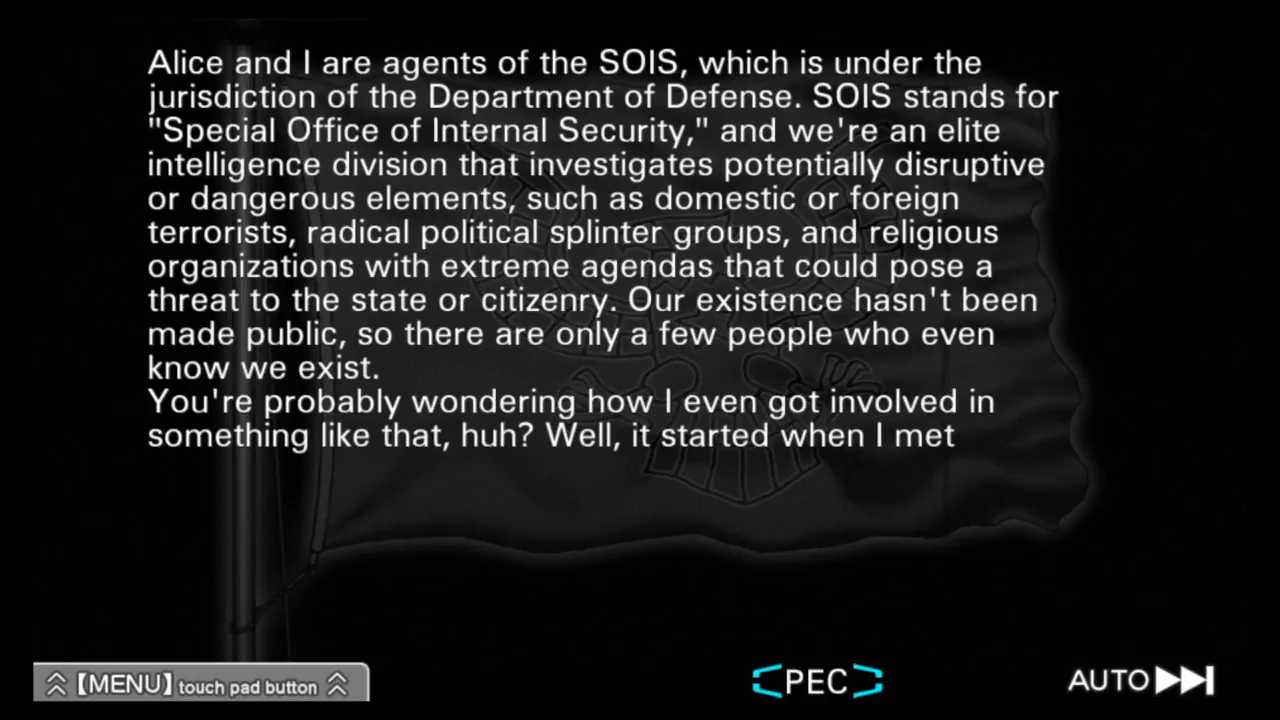 Alice and I are agents of the SOIS, which is under the
jurisdiction of the Department of Defense. SOIS stands for
"Special Office of Internal Security," and we're an elite
intelligence division that investigates potentially disruptive
or dangerous elements, such as domestic or foreign
terrorists, radical political splinter groups, and religious
organizations with extreme agendas that could pose a
threat to the state or citizenry. Our existence hasn't been
made public, so there are only a few people who even
know we exist.
You're probably wondering how I even got involved in
something like that, huh? Well, it started when I met
【MENU】 touch pad button
PEC
AUTO